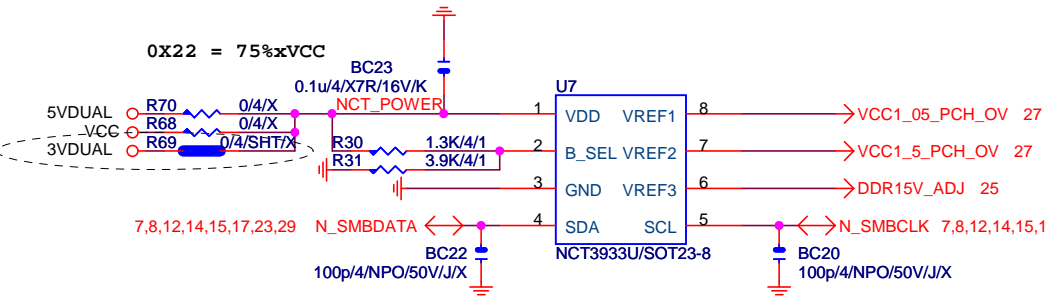 0X22 = 75%xVCC
BC23
0.1u/4/X7R/16V/K
NCT_POWER
U7
5VDUAL R70 0/4/X
VCC R68 0/4/X
3VDUAL R69 0/4/SHT/X
R30 1.3K/4/1
R31 3.9K/4/1
1 VDD VREF1 8 VCC1_05_PCH_OV 27
2 B_SEL VREF2 7 VCC1_5_PCH_OV 27
3 GND VREF3 6 DDR15V_ADJ 25
4 SDA SCL 5
7,8,12,14,15,17,23,29 N_SMBDATA
N_SMBCLK 7,8,12,14,15,1
NCT3933U/SOT23-8
BC22
100p/4/NPO/50V/J/X
BC20
100p/4/NPO/50V/J/X